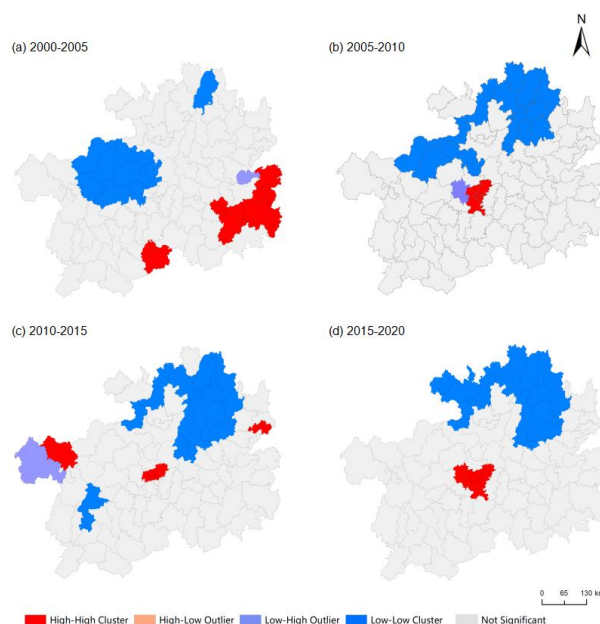 N
(a) 2000-2005
(b) 2005-2010
(c) 2010-2015
(d) 2015-2020
0 65 130 km
High-High Cluster High-Low Outlier Low-High Outlier Low-Low Cluster Not Significant